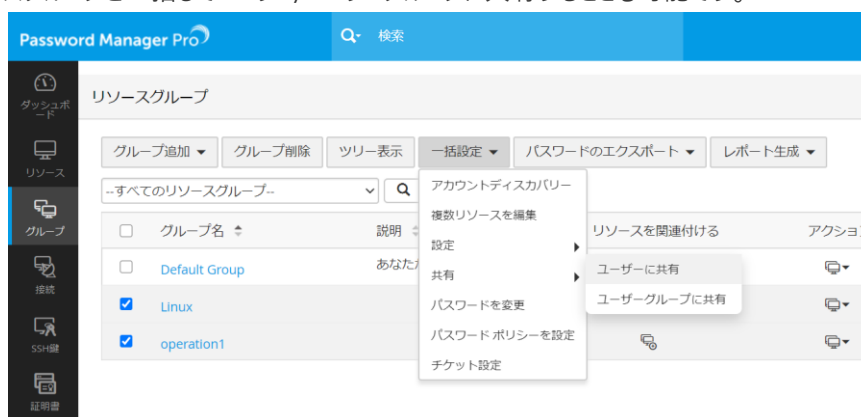 Password Manager Pro
検索
ダッシュボ
ード
リソースグループ
リソース
グループ追加 グループ削除 ツリー表示 一括設定 パスワードのエクスポート レポート生成
--すべてのリソースグループ--
アカウントディスカバリー
複数リソースを編集
グループ
グループ名 説明 リソースを関連付ける
設定
Default Group
共有
ユーザーに共有
接続
Linux
パスワードを変更
ユーザーグループに共有
SSH鍵
operation1
パスワード ポリシーを設定
チケット設定
証明書